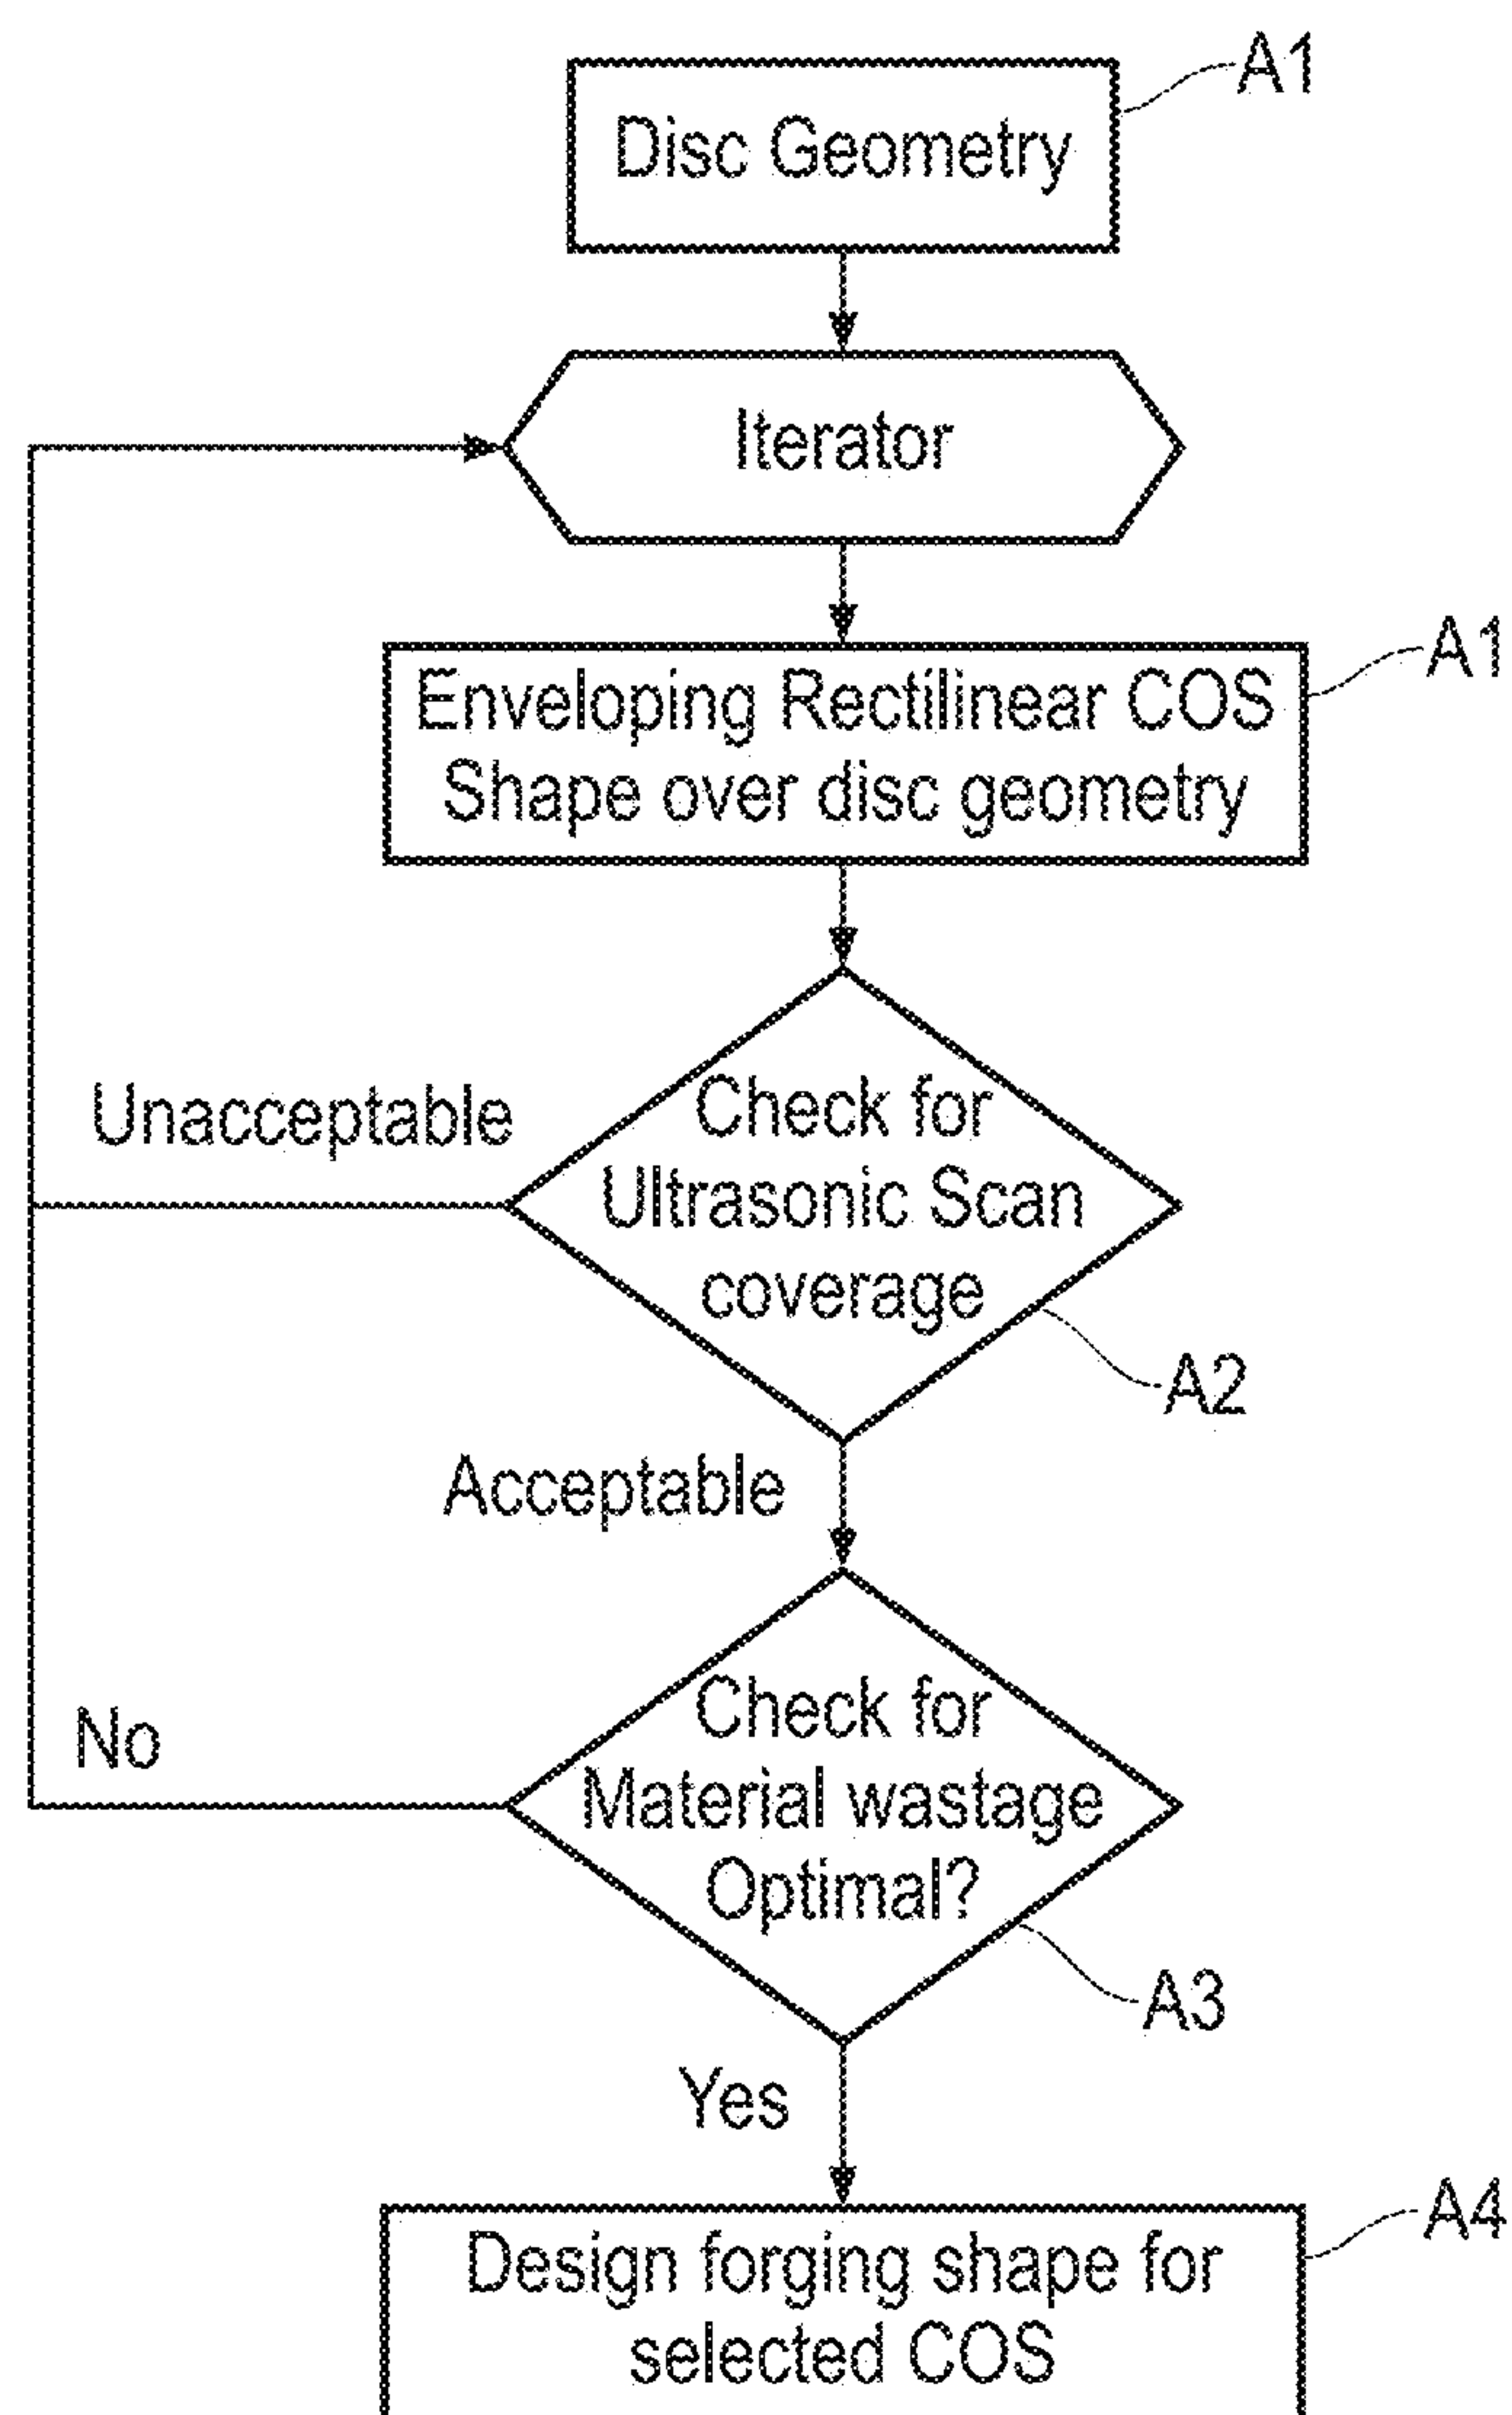 A1
Disc Geometry
Iterator
A1
Enveloping Rectilinear COS
Shape over disc geometry
Unacceptable
Check for
Ultrasonic Scan
coverage
A2
Acceptable
No
Check for
Material wastage
Optimal?
A3
Yes
A4
Design forging shape for
selected COS